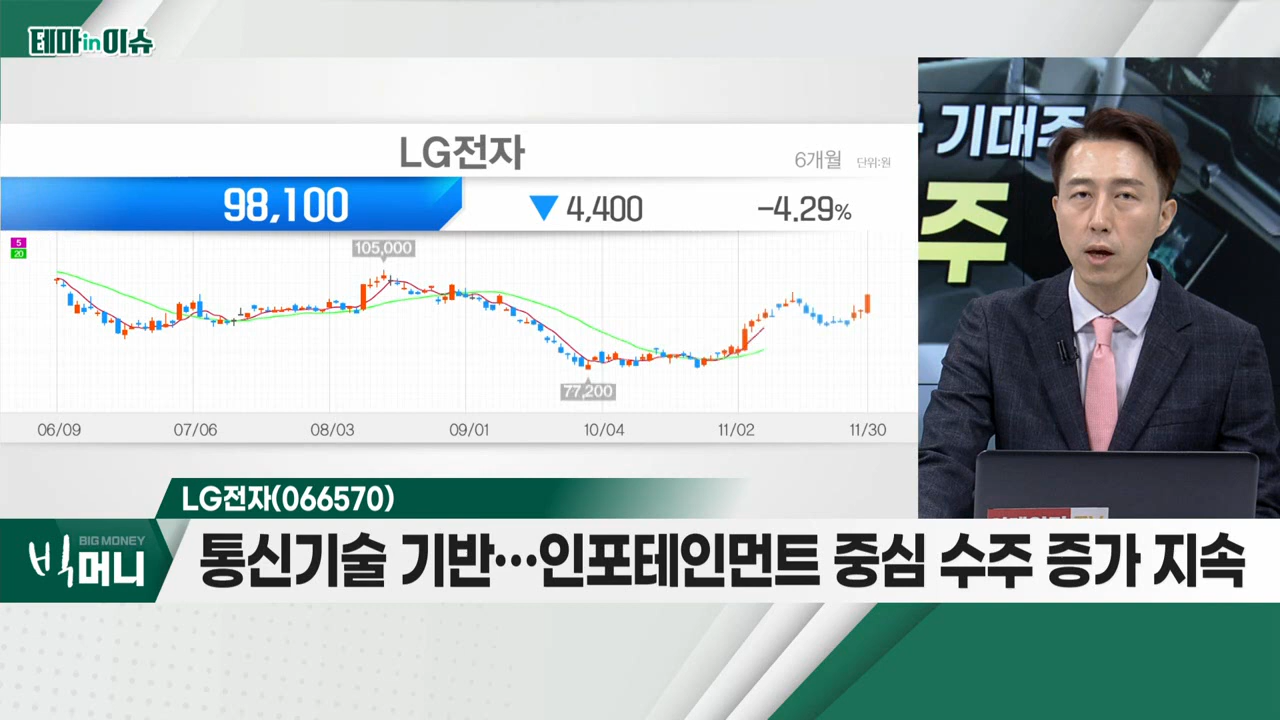 테마in이슈
LG전자
6개월 단위:원
98,100 ▼ 4,400 -4.29%
5
20
105,000
77,200
06/09 07/06 08/03 09/01 10/04 11/02 11/30
기대주
주
LG전자(066570)
BIG MONEY
빅머니
통신기술 기반…인포테인먼트 중심 수주 증가 지속